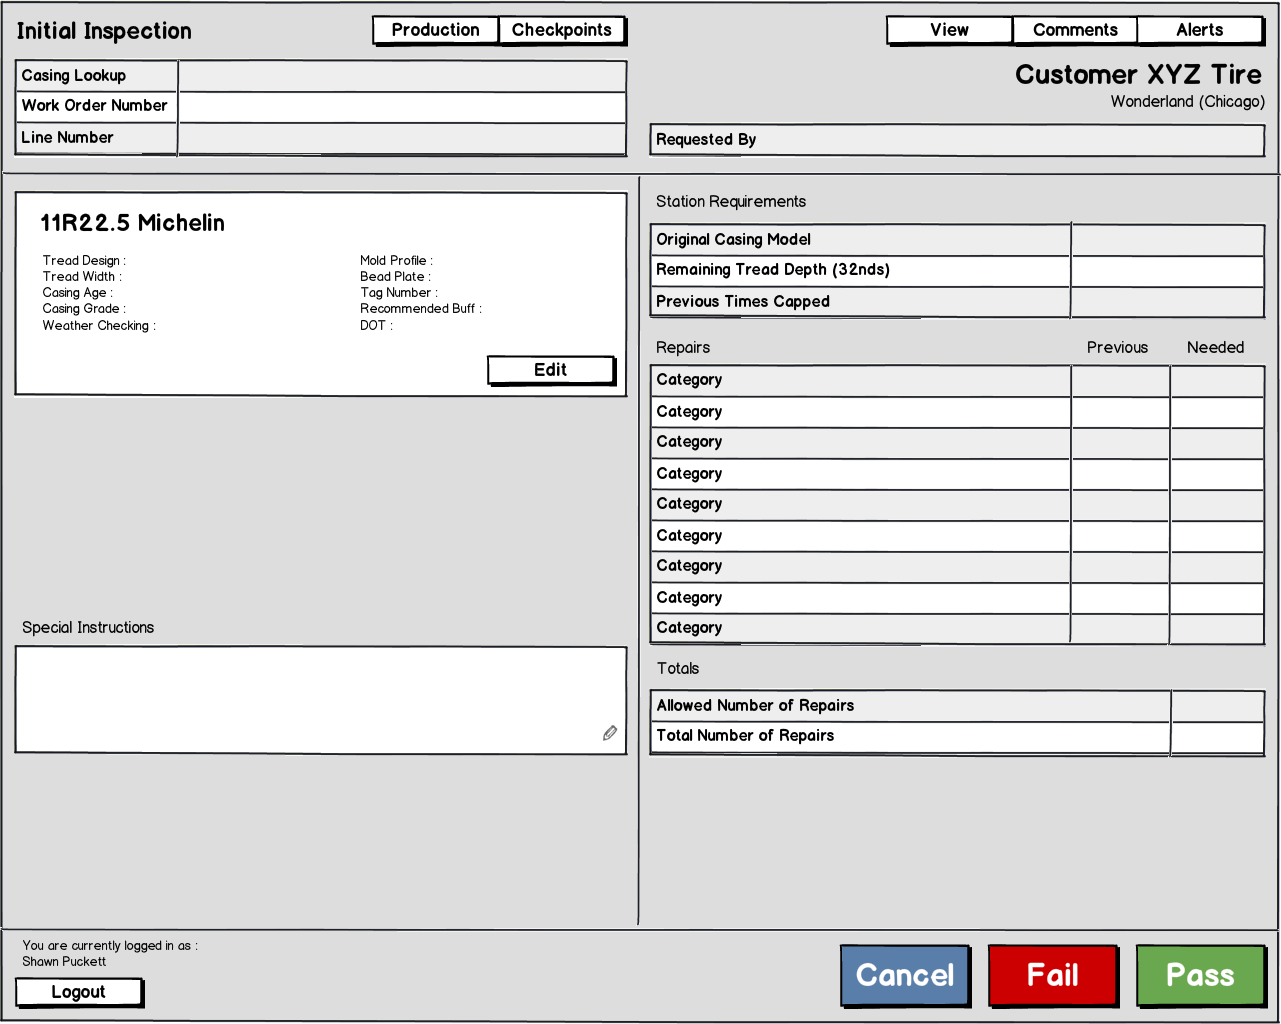 Initial Inspection
Production Checkpoints
View Comments Alerts
Casing Lookup
Work Order Number
Line Number
Customer XYZ Tire
Wonderland (Chicago)
Requested By
11R22.5 Michelin
Tread Design :
Tread Width :
Casing Age :
Casing Grade :
Weather Checking :
Mold Profile :
Bead Plate :
Tag Number :
Recommended Buff :
DOT :
Edit
Special Instructions
Station Requirements
Original Casing Model
Remaining Tread Depth (32nds)
Previous Times Capped
Repairs Previous Needed
Category
Category
Category
Category
Category
Category
Category
Category
Category
Totals
Allowed Number of Repairs
Total Number of Repairs
You are currently logged in as :
Shawn Puckett
Logout
Cancel Fail Pass